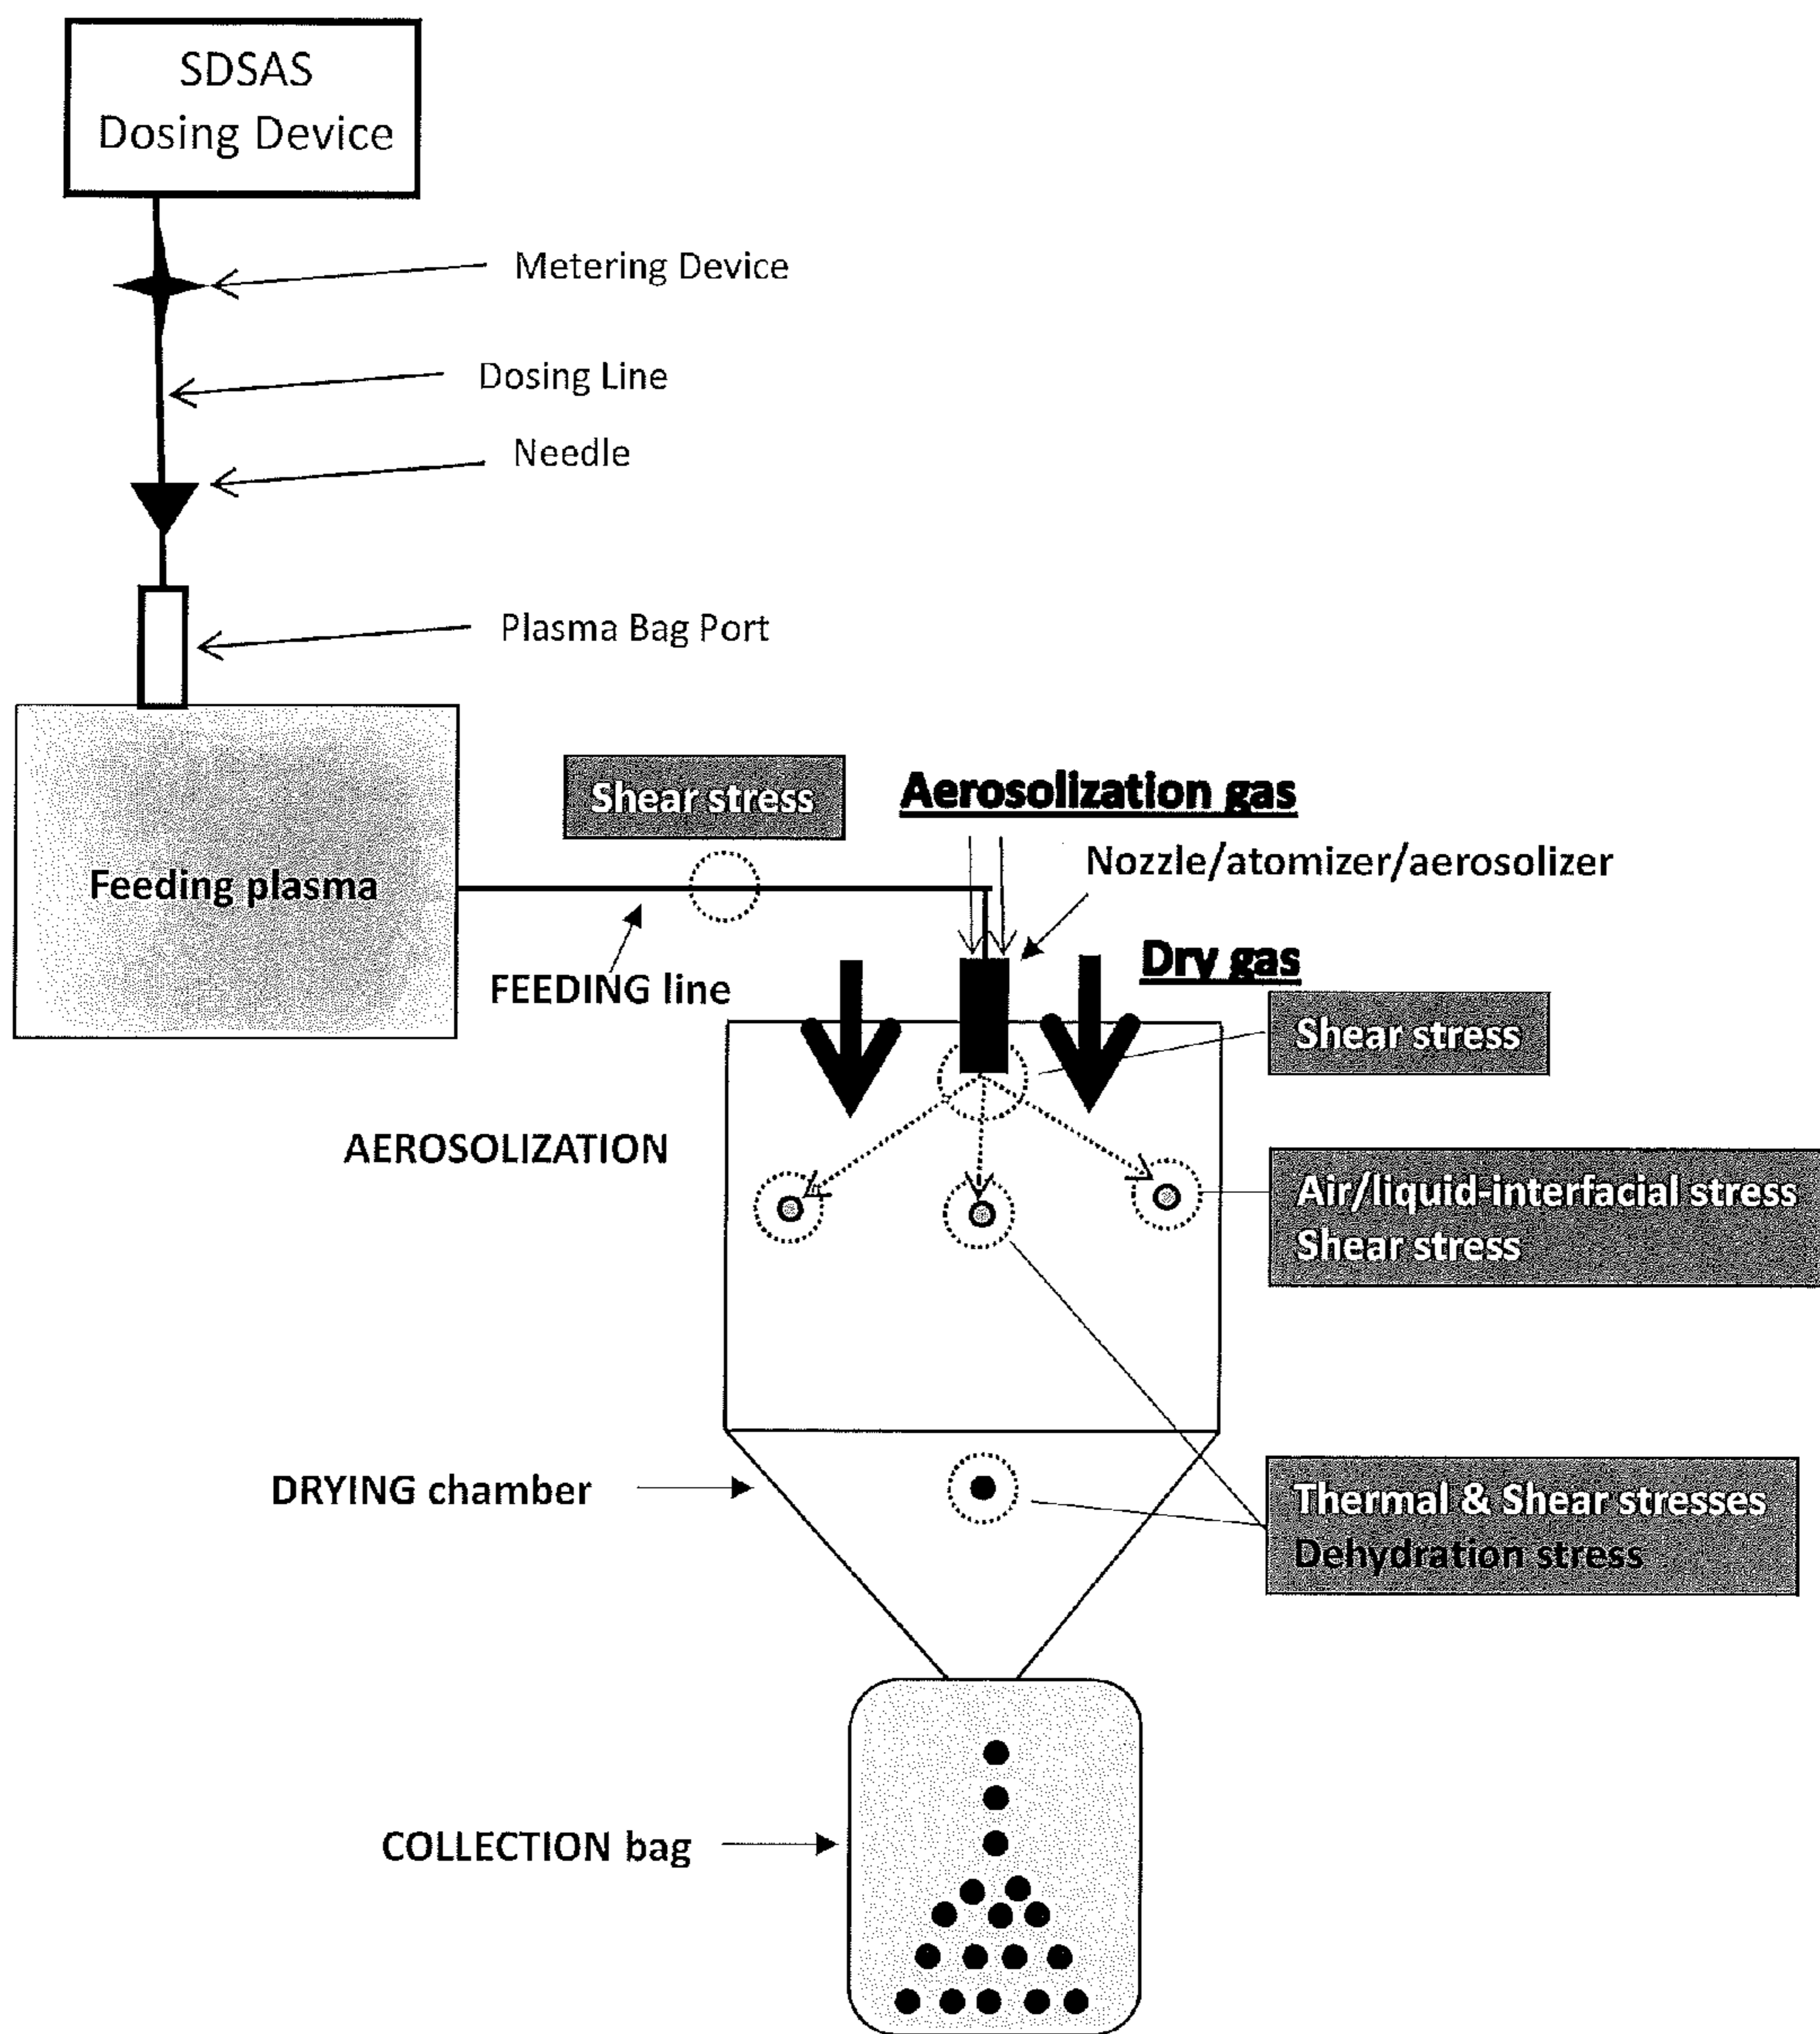 SDSAS
Dosing Device
Metering Device
Dosing Line
Needle
Plasma Bag Port
Feeding plasma
Shear stress
Aerosolization gas
Nozzle/atomizer/aerosolizer
FEEDING line
Dry gas
Shear stress
AEROSOLIZATION
Air/liquid-interfacial stress
Shear stress
DRYING chamber
Thermal & Shear stresses
Dehydration stress
COLLECTION bag